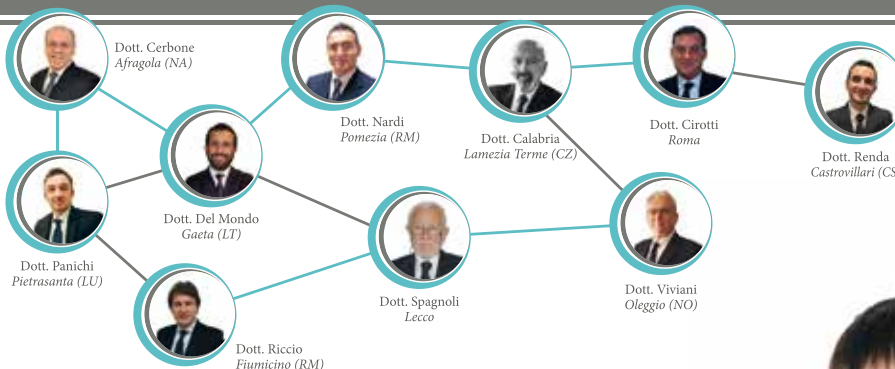 Dott. Cerbone
Afragola (NA)
Dott. Nardi
Pomezia (RM)
Dott. Calabria
Lamezia Terme (CZ)
Dott. Cirotti
Roma
Dott. Renda
Castrovillari (CS
Dott. Del Mondo
Gaeta (LT)
Dott. Panichi
Pietrasanta (LU)
Dott. Spagnoli
Lecco
Dott. Viviani
Oleggio (NO)
Dott. Riccio
Fiumicino (RM)